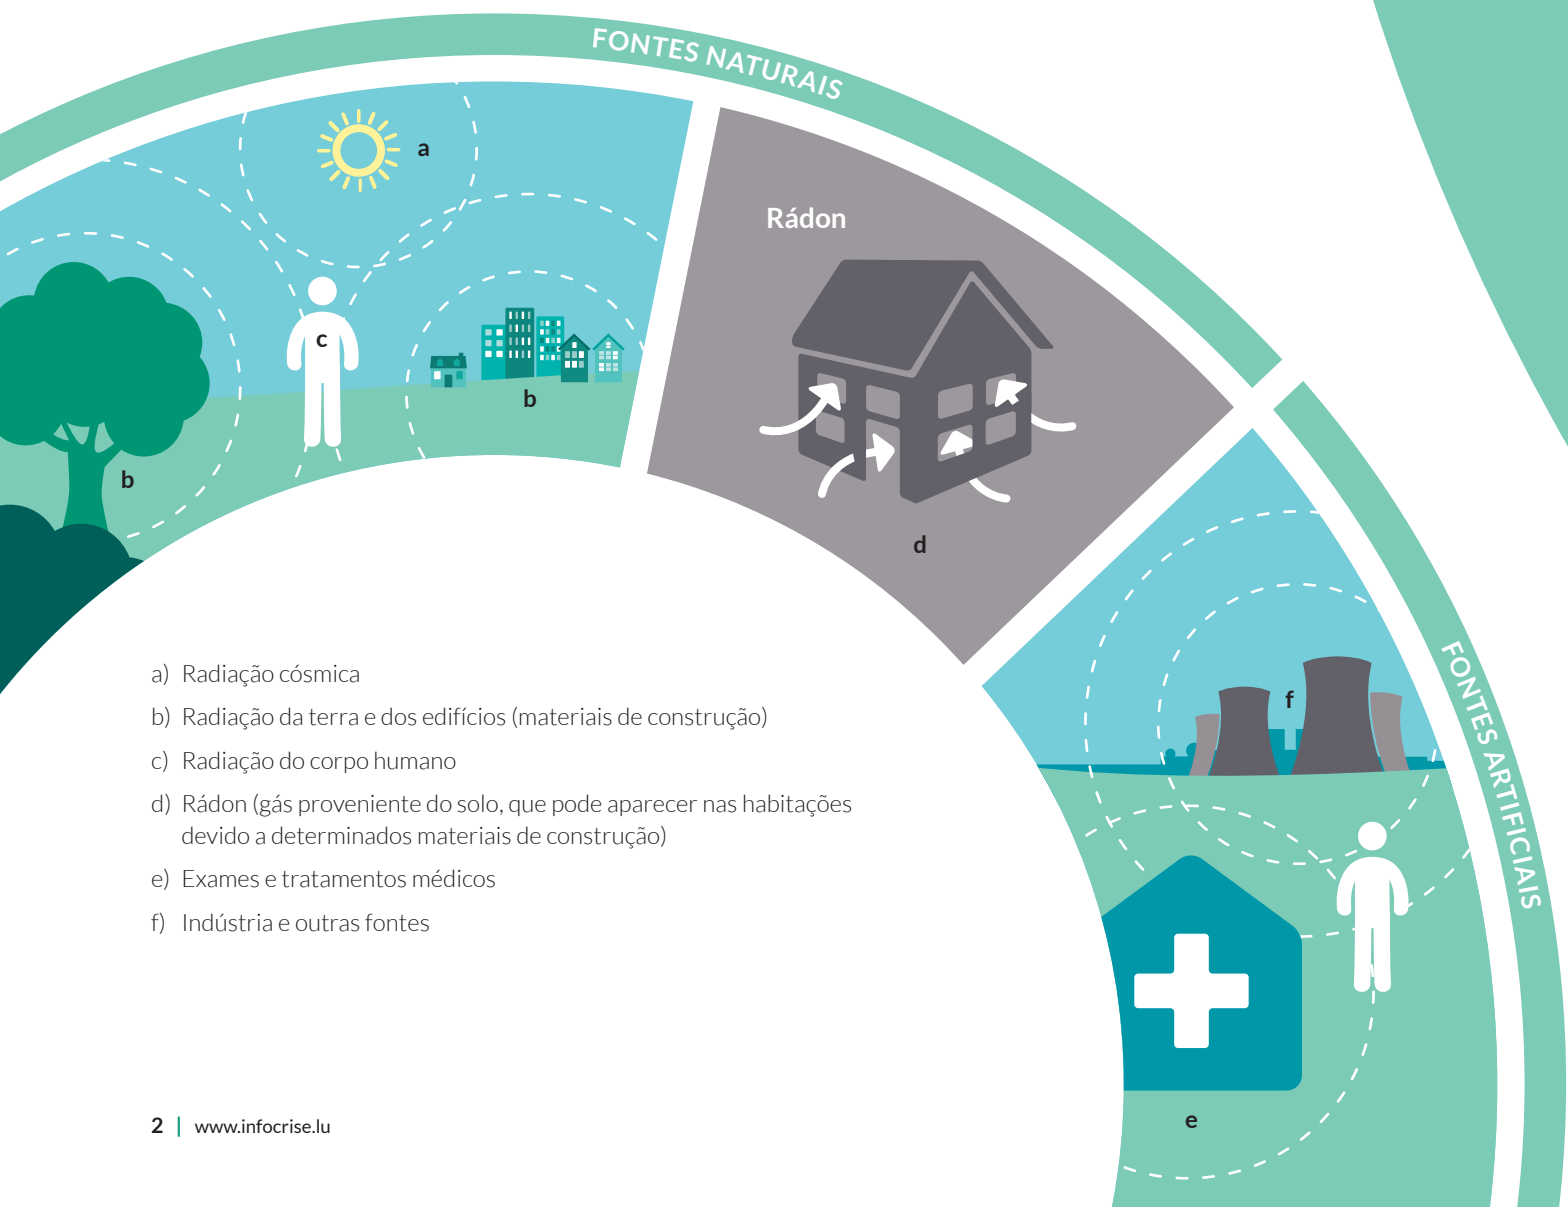 FONTES NATURAIS
a
Rádon
c
b
b
d
f
FONTES ARTIFICIAIS
a) Radiação cósmica
b) Radiação da terra e dos edifícios (materiais de construção)
c) Radiação do corpo humano
d) Rádon (gás proveniente do solo, que pode aparecer nas habitações
devido a determinados materiais de construção)
e) Exames e tratamentos médicos
f) Indústria e outras fontes
e
2 | www.infocrise.lu